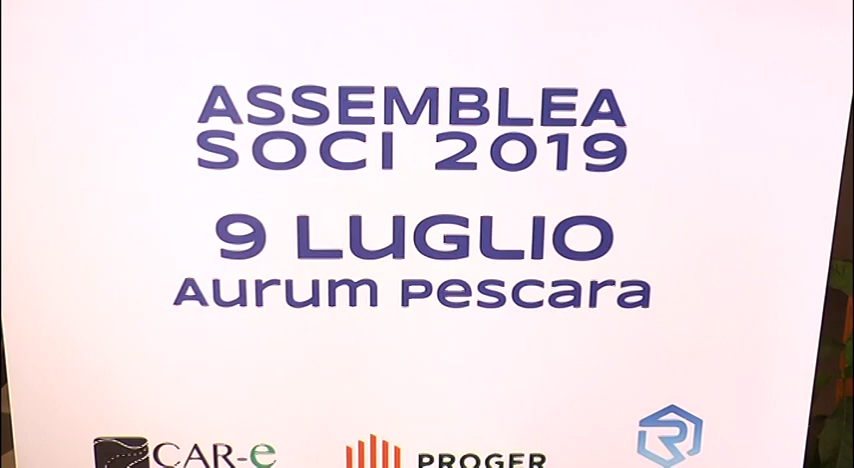 ASSEMBLEA
SOCI 2019
9 LUGLIO
Aurum Pescara
CAR-e PROGER R